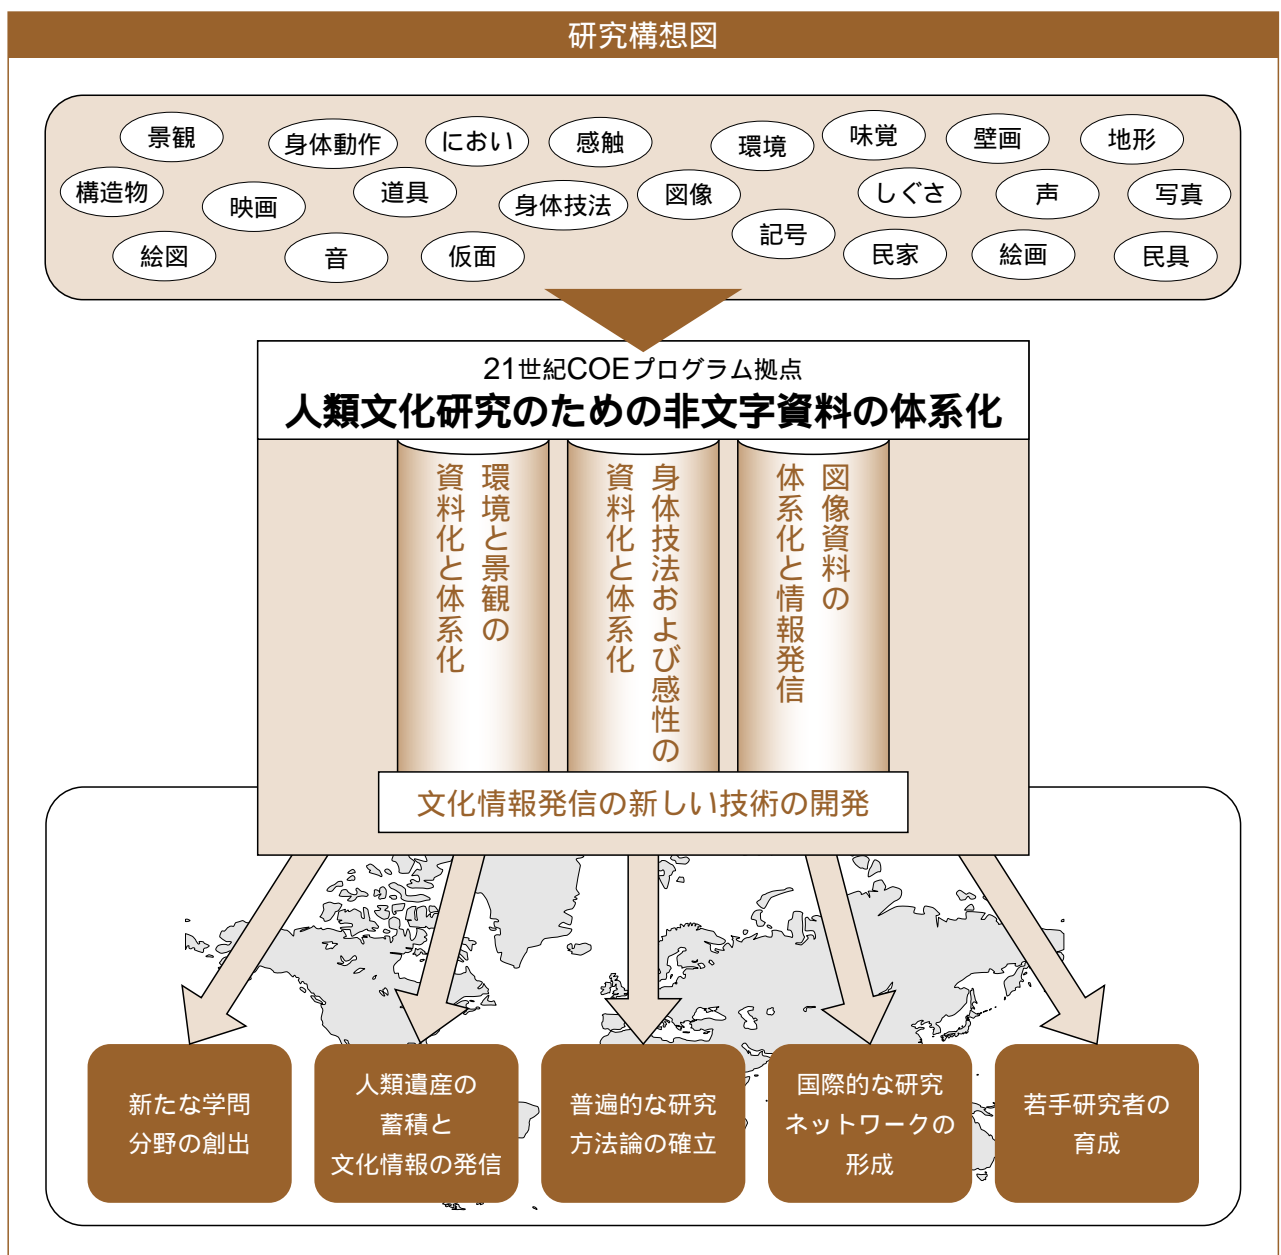 研究構想図
景観
身体動作
におい
感触
環境
味覚
壁画
地形
構造物
映画
道具
身体技法
図像
しぐさ
声
写真
絵図
音
仮面
記号
民家
絵画
民具
21世紀COEプログラム拠点
人類文化研究のための非文字資料の体系化
環境と景観の
資料化と体系化
身体技法および感性の
資料化と体系化
図像資料の
体系化と情報発信
文化情報発信の新しい技術の開発
新たな学問
分野の創出
人類遺産の
蓄積と
文化情報の発信
普遍的な研究
方法論の確立
国際的な研究
ネットワークの
形成
若手研究者の
育成